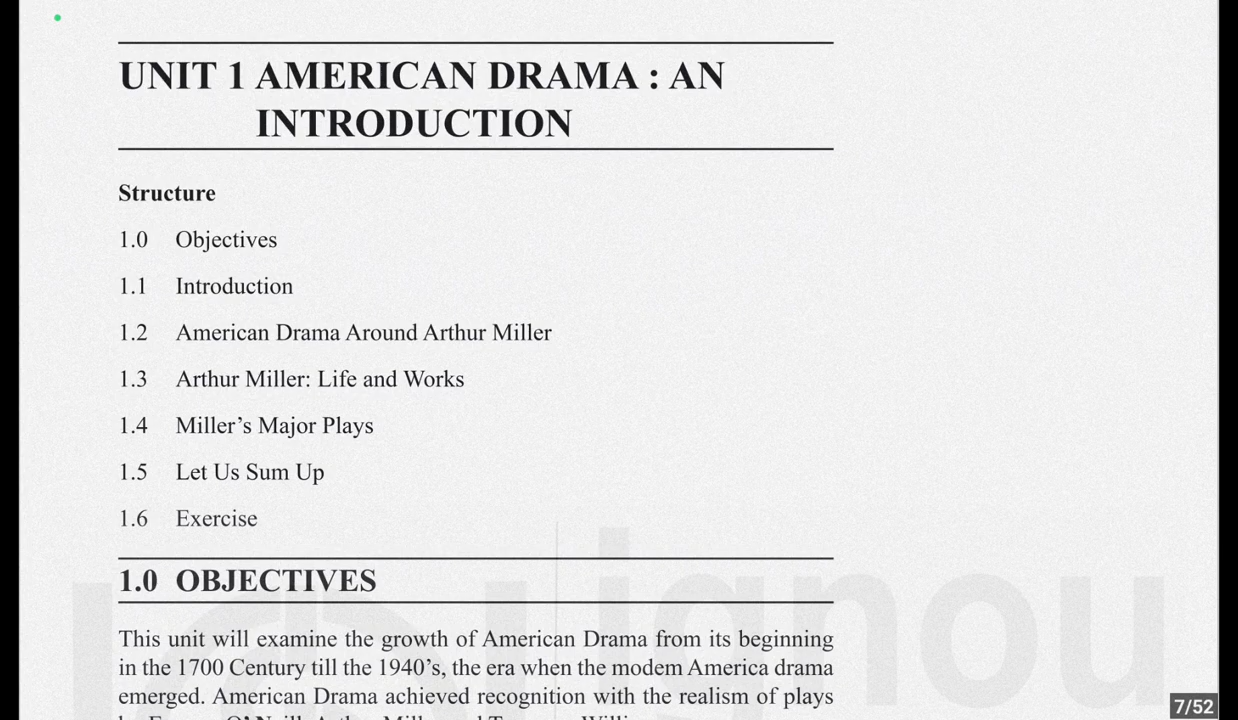 UNIT 1 AMERICAN DRAMA : AN
INTRODUCTION
Structure
1.0 Objectives
1.1 Introduction
1.2 American Drama Around Arthur Miller
1.3 Arthur Miller: Life and Works
1.4 Miller’s Major Plays
1.5 Let Us Sum Up
1.6 Exercise
1.0 OBJECTIVES
This unit will examine the growth of American Drama from its beginning
in the 1700 Century till the 1940’s, the era when the modem America drama
emerged. American Drama achieved recognition with the realism of plays
ignou
7/52